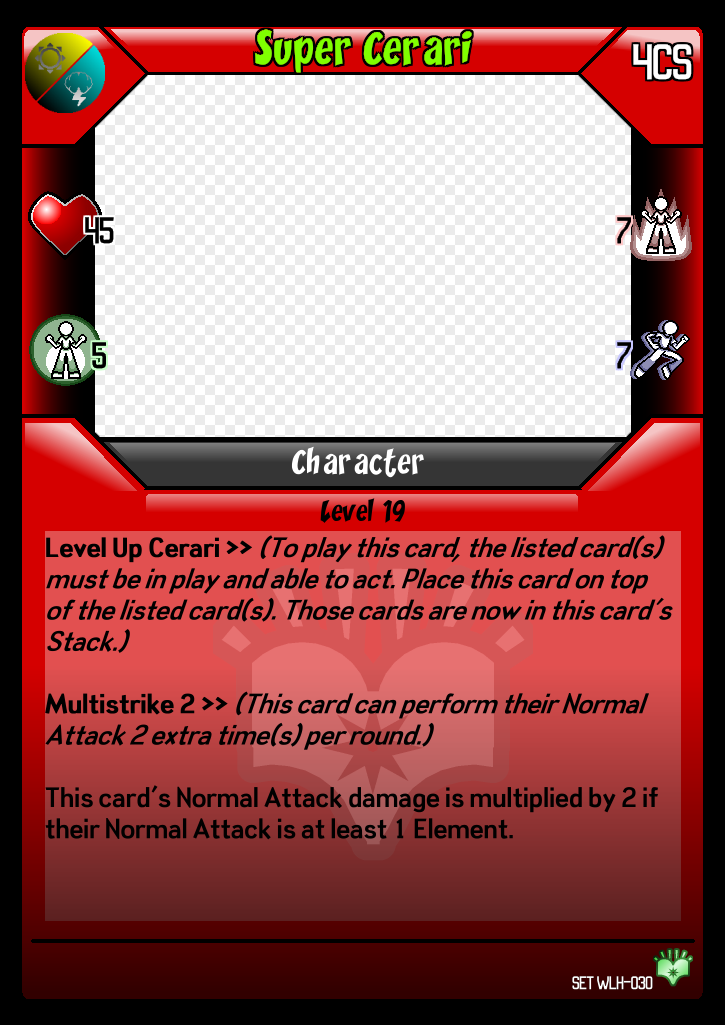 Super Cerari
4CS
45
7
5
7
Character
Level 19
Level Up Cerari >> (To play this card, the listed card(s)
must be in play and able to act. Place this card on top
of the listed card(s). Those cards are now in this card's
Stack.)
Multistrike 2 >> (This card can perform their Normal
Attack 2 extra time(s) per round.)
This card's Normal Attack damage is multiplied by 2 if
their Normal Attack is at least 1 Element.
SET WLH-030